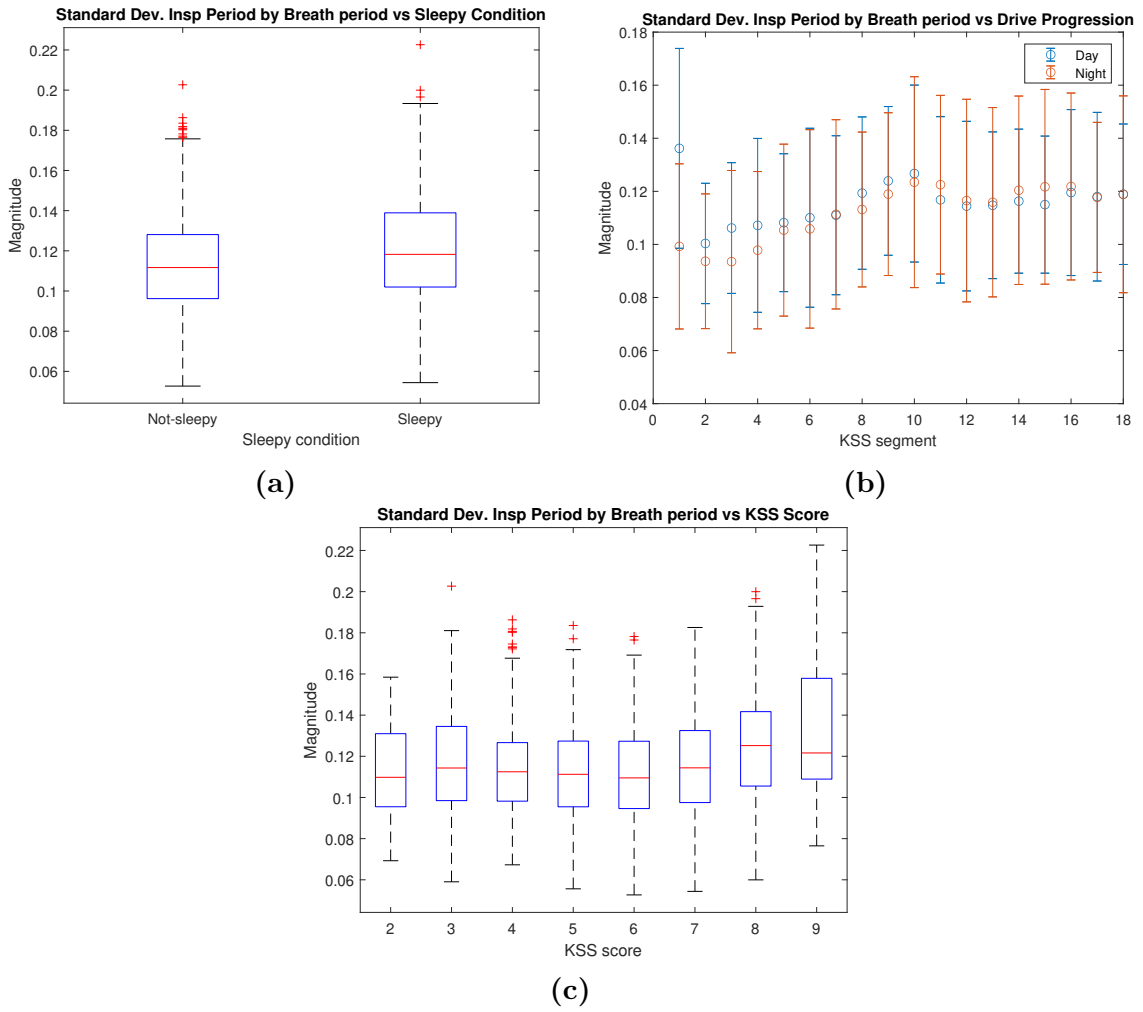 Standard Dev. Insp Period by Breath period vs Sleepy Condition
Magnitude
0.22
0.2
0.18
0.16
0.14
0.12
0.1
0.08
0.06
Not-sleepy Sleepy
Sleepy condition
(a)
Standard Dev. Insp Period by Breath period vs Drive Progression
Magnitude
0.18
0.16
0.14
0.12
0.1
0.08
0.06
0.04
Day
Night
0 2 4 6 8 10 12 14 16 18
KSS segment
(b)
Standard Dev. Insp Period by Breath period vs KSS Score
Magnitude
0.22
0.2
0.18
0.16
0.14
0.12
0.1
0.08
0.06
2 3 4 5 6 7 8 9
KSS score
(c)